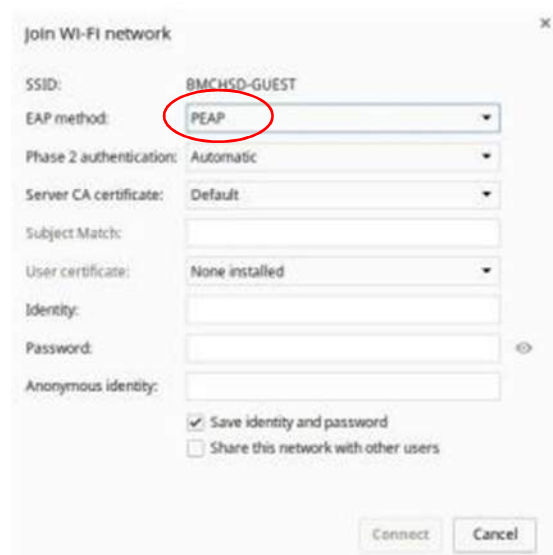 Join Wi-Fi network
×
SSID: BMCHSD-GUEST
EAP method: PEAP
Phase 2 authentication: Automatic
Server CA certificate: Default
Subject Match:
User certificate: None installed
Identity:
Password:
Anonymous identity:
Save identity and password
Share this network with other users
Connect Cancel